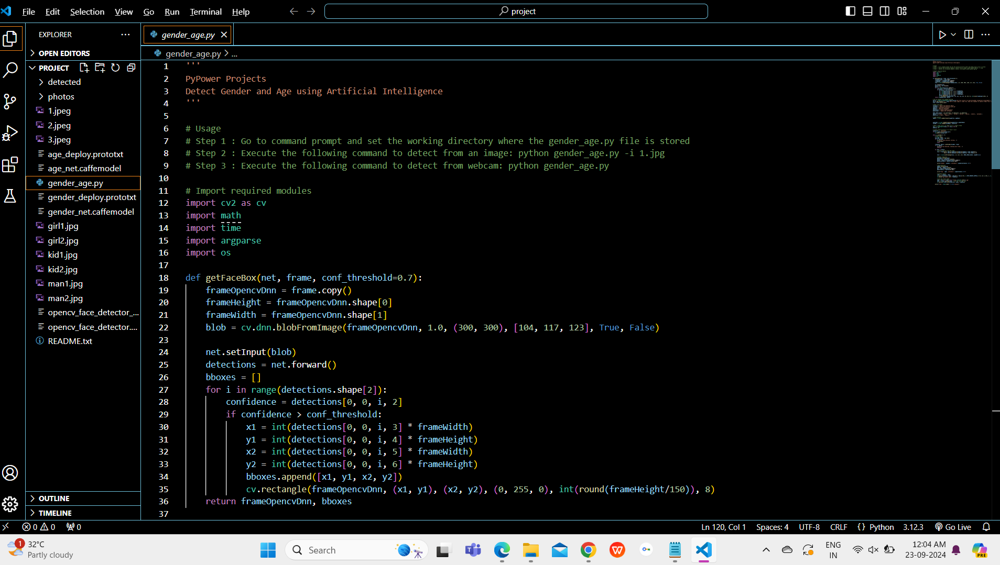 File Edit Selection View Go Run Terminal Help
project
EXPLORER
OPEN EDITORS
PROJECT
detected
photos
1.jpeg
2.jpeg
3.jpeg
age_deploy.prototxt
age_net.caffemodel
gender_age.py
gender_deploy.prototxt
gender_net.caffemodel
girl1.jpg
girl2.jpg
kid1.jpg
kid2.jpg
man1.jpg
man2.jpg
opencv_face_detector_...
opencv_face_detector....
README.txt
OUTLINE
TIMELINE
gender_age.py
gender_age.py > ...
1 '''
2 PyPower Projects
3 Detect Gender and Age using Artificial Intelligence
4 '''
5
6 # Usage
7 # Step 1 : Go to command prompt and set the working directory where the gender_age.py file is stored
8 # Step 2 : Execute the following command to detect from an image: python gender_age.py -i 1.jpg
9 # Step 3 : Execute the following command to detect from webcam: python gender_age.py
10
11 # Import required modules
12 import cv2 as cv
13 import math
14 import time
15 import argparse
16 import os
17
18 def getFaceBox(net, frame, conf_threshold=0.7):
19 frameOpencvDnn = frame.copy()
20 frameHeight = frameOpencvDnn.shape[0]
21 frameWidth = frameOpencvDnn.shape[1]
22 blob = cv.dnn.blobFromImage(frameOpencvDnn, 1.0, (300, 300), [104, 117, 123], True, False)
23
24 net.setInput(blob)
25 detections = net.forward()
26 bboxes = []
27 for i in range(detections.shape[2]):
28 confidence = detections[0, 0, i, 2]
29 if confidence > conf_threshold:
30 x1 = int(detections[0, 0, i, 3] * frameWidth)
31 y1 = int(detections[0, 0, i, 4] * frameHeight)
32 x2 = int(detections[0, 0, i, 5] * frameWidth)
33 y2 = int(detections[0, 0, i, 6] * frameHeight)
34 bboxes.append([x1, y1, x2, y2])
35 cv.rectangle(frameOpencvDnn, (x1, y1), (x2, y2), (0, 255, 0), int(round(frameHeight/150)), 8)
36 return frameOpencvDnn, bboxes
37
0 0 0 Ln 120, Col 1 Spaces: 4 UTF-8 CRLF {} Python 3.12.3 Go Live
1 32°C
Partly cloudy
Search
ENG
IN
12:04 AM
23-09-2024
PRE